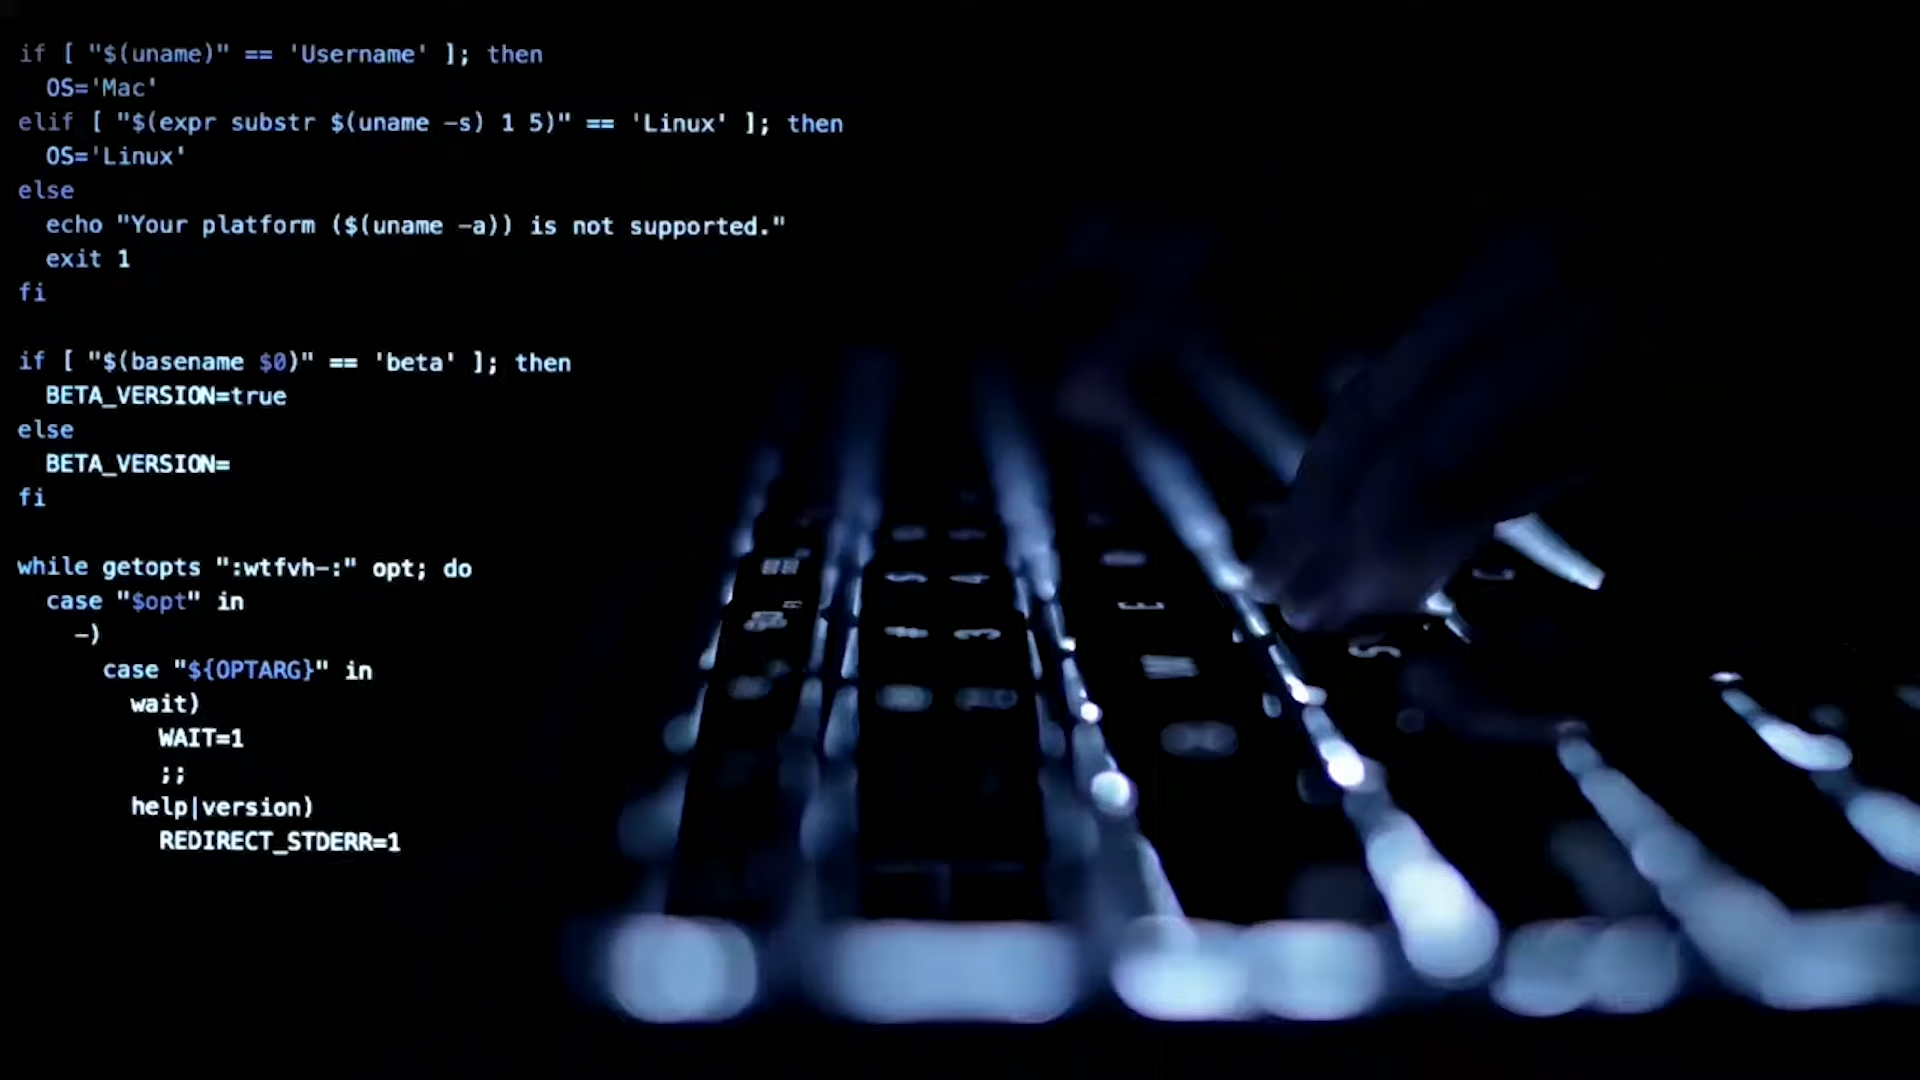 if [ "$(uname)" == 'Username' ]; then
  OS='Mac'
elif [ "$(expr substr $(uname -s) 1 5)" == 'Linux' ]; then
  OS='Linux'
else
  echo "Your platform ($(uname -a)) is not supported."
  exit 1
fi

if [ "$(basename $0)" == 'beta' ]; then
  BETA_VERSION=true
else
  BETA_VERSION=
fi

while getopts ":wtfvh-:" opt; do
  case "$opt" in
    -)
      case "${OPTARG}" in
        wait)
          WAIT=1
          ;;
        help|version)
          REDIRECT_STDERR=1